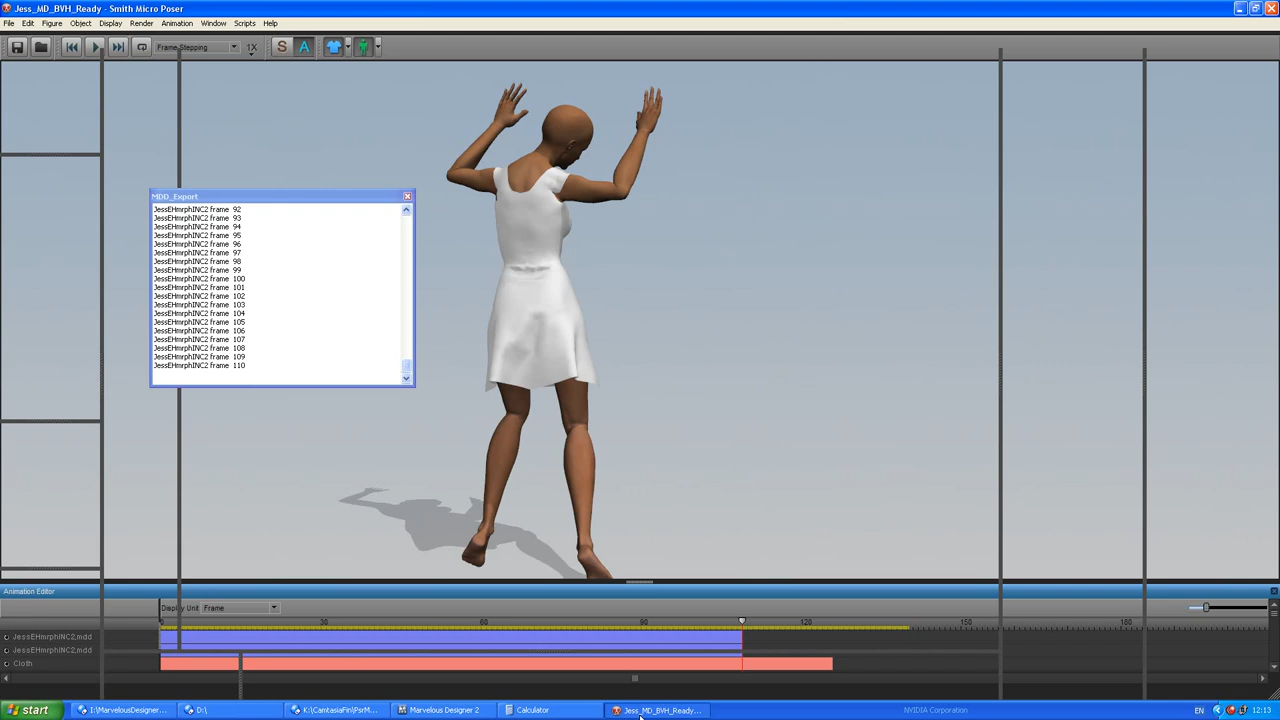 Jess_MD_BVH_Ready - Smith Micro Poser
File Edit Figure Object Display Render Animation Window Scripts Help
Frame Stepping 1X S A
MDD_Export
JessEHmrphINC2 frame 92
JessEHmrphINC2 frame 93
JessEHmrphINC2 frame 94
JessEHmrphINC2 frame 95
JessEHmrphINC2 frame 96
JessEHmrphINC2 frame 97
JessEHmrphINC2 frame 98
JessEHmrphINC2 frame 99
JessEHmrphINC2 frame 100
JessEHmrphINC2 frame 101
JessEHmrphINC2 frame 102
JessEHmrphINC2 frame 103
JessEHmrphINC2 frame 104
JessEHmrphINC2 frame 105
JessEHmrphINC2 frame 106
JessEHmrphINC2 frame 107
JessEHmrphINC2 frame 108
JessEHmrphINC2 frame 109
JessEHmrphINC2 frame 110
Animation Editor
Display Unit Frame
0 30 60 90 120 150 180
JessEHmrphINC2.mdd
JessEHmrphINC2.mdd
Cloth
start I:\MarvelousDesigner... D:\ K:\CamtasiaFin\PsrM... Marvelous Designer 2 Calculator Jess_MD_BVH_Ready... NVIDIA Corporation EN 12:13